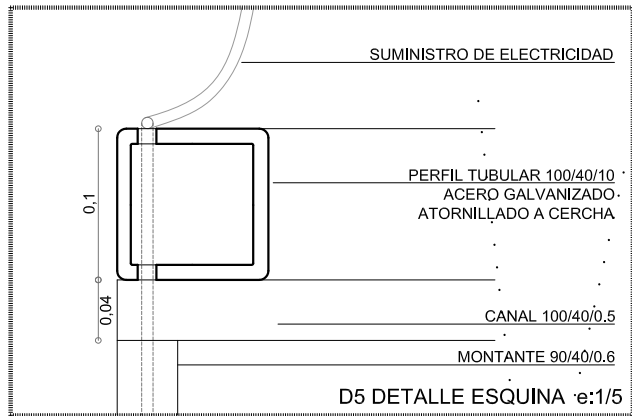 SUMINISTRO DE ELECTRICIDAD
0,1
PERFIL TUBULAR 100/40/10
ACERO GALVANIZADO
ATORNILLADO A CERCHA
0,04
CANAL 100/40/0.5
MONTANTE 90/40/0.6
D5 DETALLE ESQUINA e:1/5